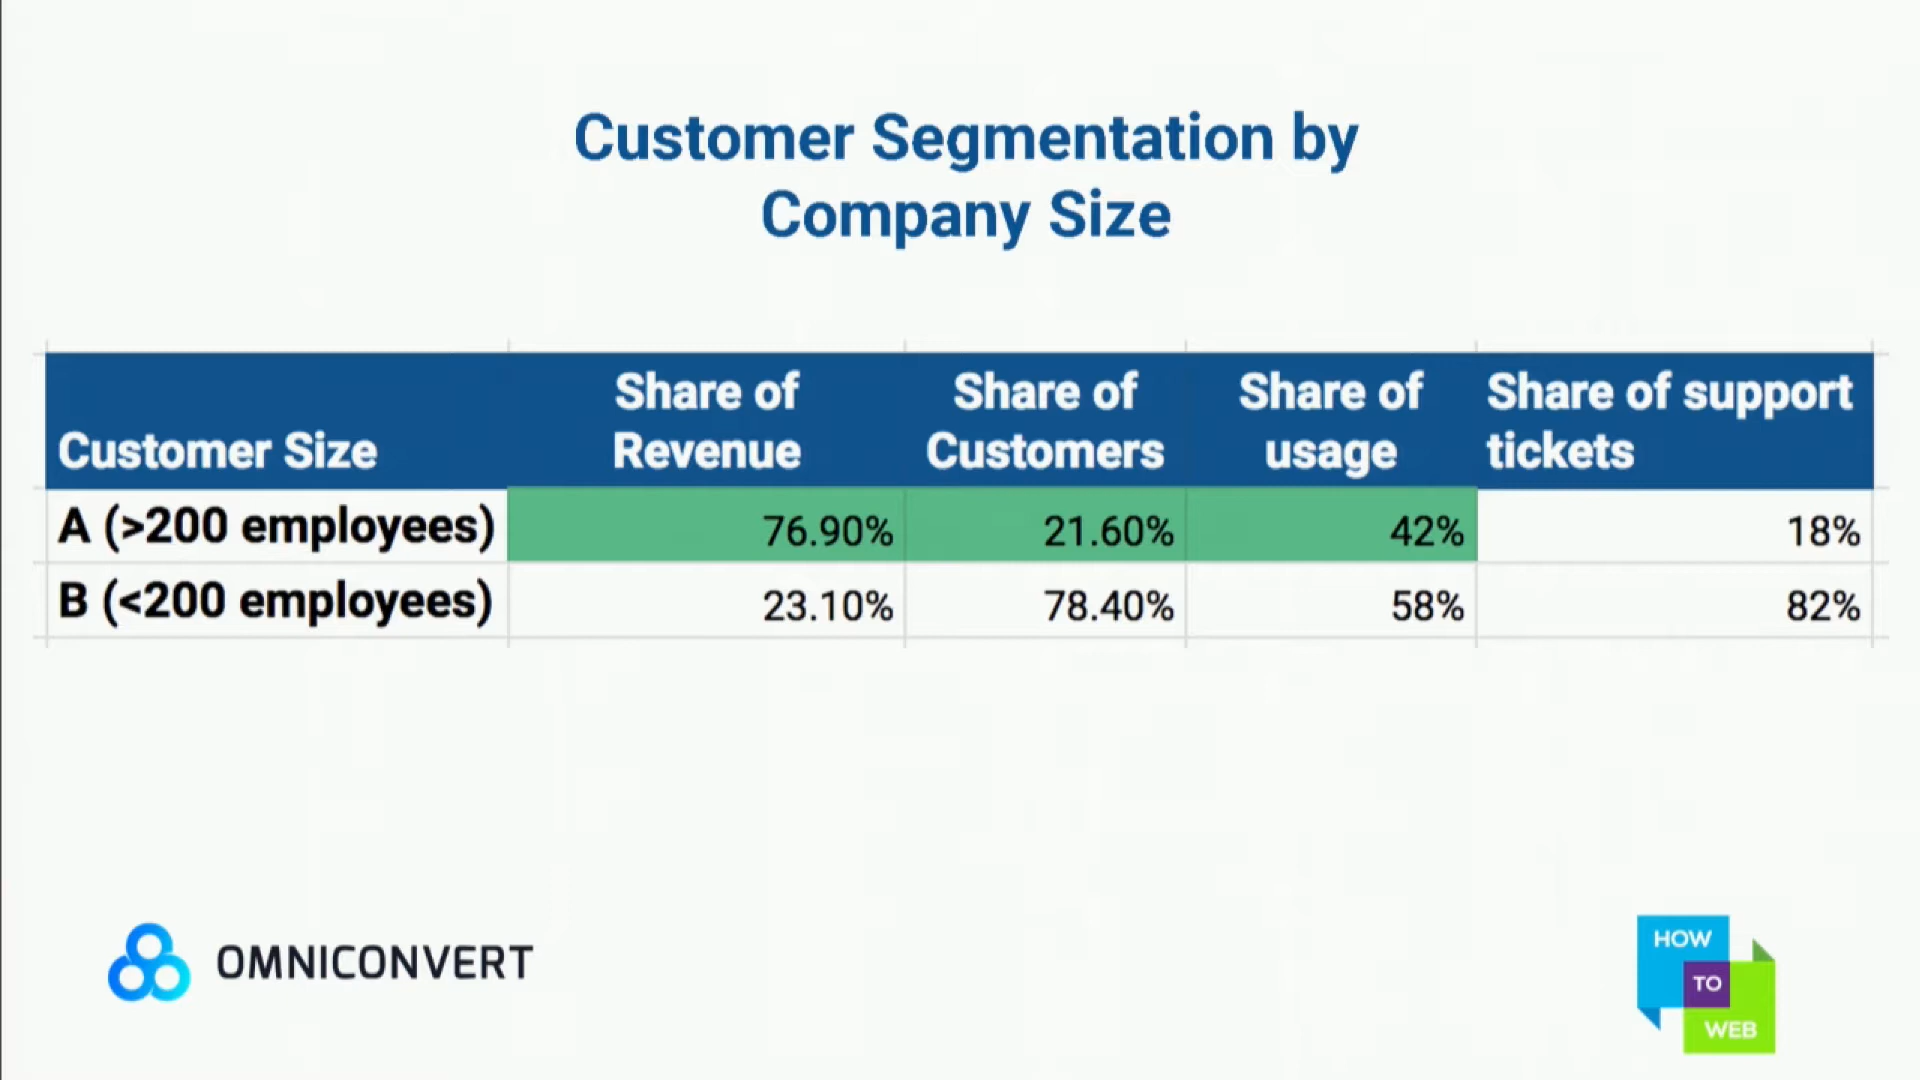 Customer Segmentation by
Company Size
Customer Size
Share of
Revenue
Share of
Customers
Share of
usage
Share of support
tickets
A (>200 employees) 76.90% 21.60% 42% 18%
B (<200 employees) 23.10% 78.40% 58% 82%
OMNICONVERT
HOW
TO
WEB